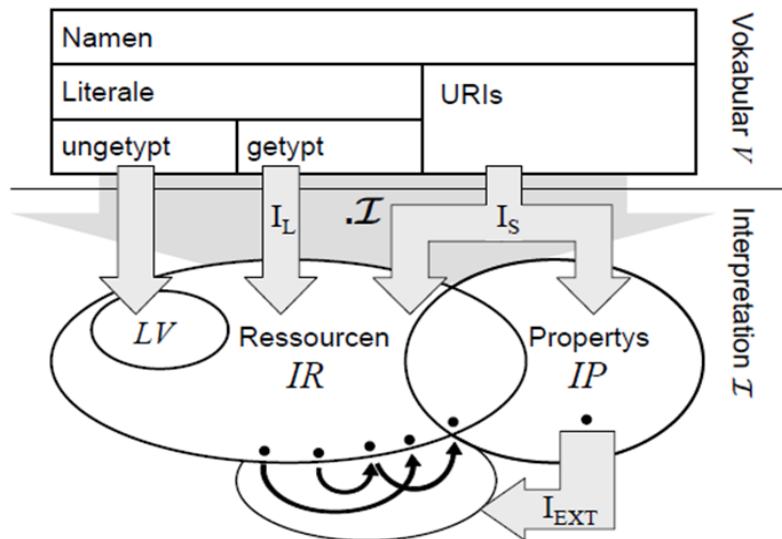 Namen
Literale
URIs
ungetypt
getypt
Vokabular V
I_L
.I
I_S
Interpretation I
LV
Ressourcen
IR
Propertys
IP
I_EXT